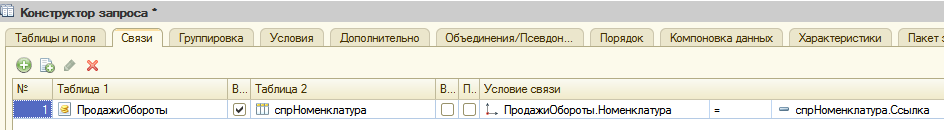 Конструктор запроса *
Таблицы и поля Связи Группировка Условия Дополнительно Объединения/Псевдон... Порядок Компоновка данных Характеристики Пакет з
№ Таблица 1 В... Таблица 2 В... П... Условие связи
1 ПродажиОбороты спрНоменклатура ПродажиОбороты.Номенклатура = спрНоменклатура.Ссылка